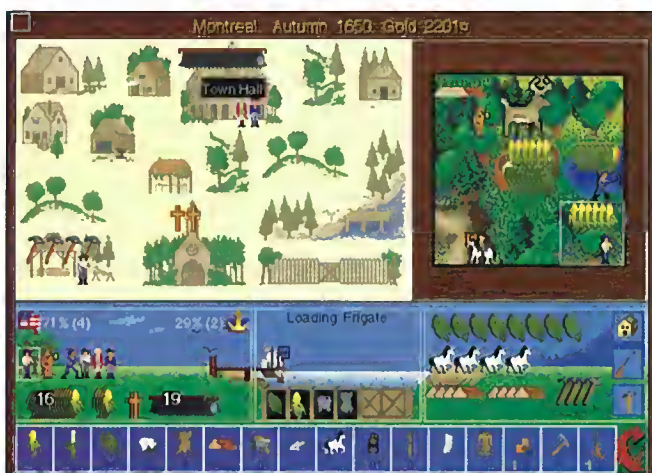 Montreal. Autumn 1650. Gold 2201
Town Hall
71% (4)
29% (2)
Loading Frigate
16
19